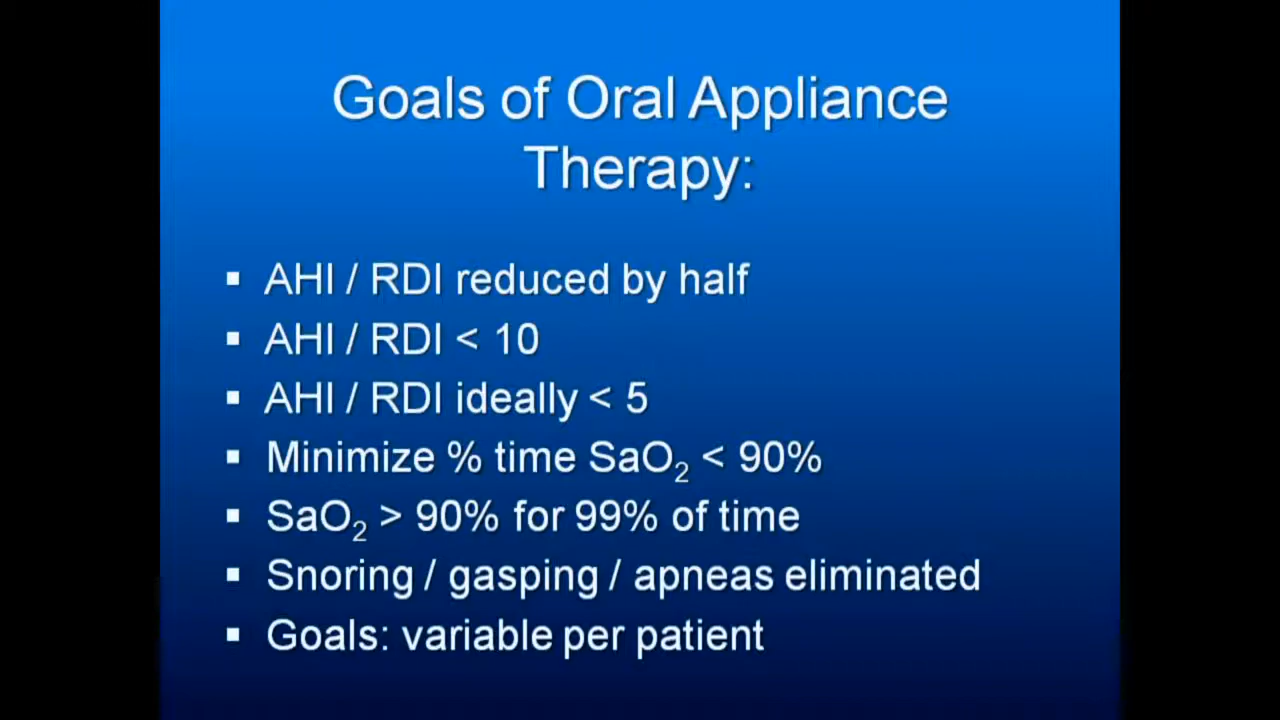 Goals of Oral Appliance
Therapy:
▪ AHI / RDI reduced by half
▪ AHI / RDI < 10
▪ AHI / RDI ideally < 5
▪ Minimize % time SaO₂ < 90%
▪ SaO₂ > 90% for 99% of time
▪ Snoring / gasping / apneas eliminated
▪ Goals: variable per patient